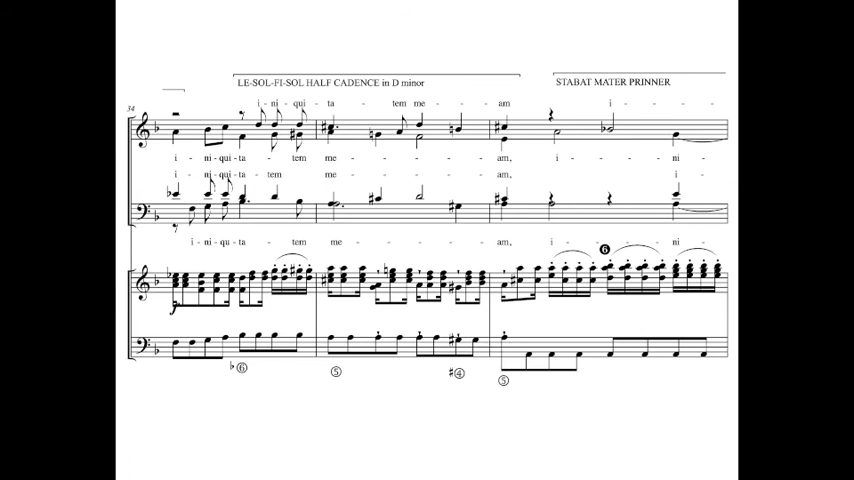 LE-SOL-FI-SOL HALF CADENCE in D minor
STABAT MATER PRINNER
i - ni - qui - ta - tem me - am i -
34
i - ni - qui - ta - tem me - am, i - ni
i - ni - qui - ta - tem me - am, i
i - ni - qui - ta - tem me - am, i - ni
6
f
♭ 6 5 ♯ 4 5